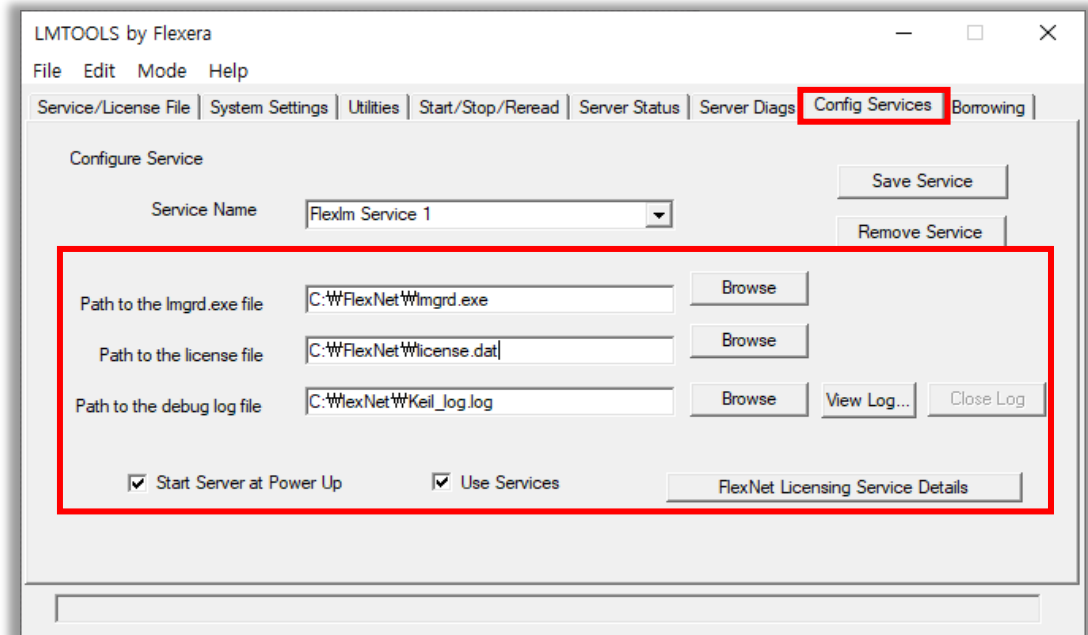 LMTOOLS by Flexera
File Edit Mode Help
Service/License File System Settings Utilities Start/Stop/Reread Server Status Server Diags Config Services Borrowing
Configure Service
Save Service
Service Name Flexlm Service 1
Remove Service
Path to the lmgrd.exe file C:₩FlexNet₩lmgrd.exe Browse
Path to the license file C:₩FlexNet₩license.dat Browse
Path to the debug log file C:₩lexNet₩Keil_log.log Browse View Log... Close Log
Start Server at Power Up Use Services FlexNet Licensing Service Details